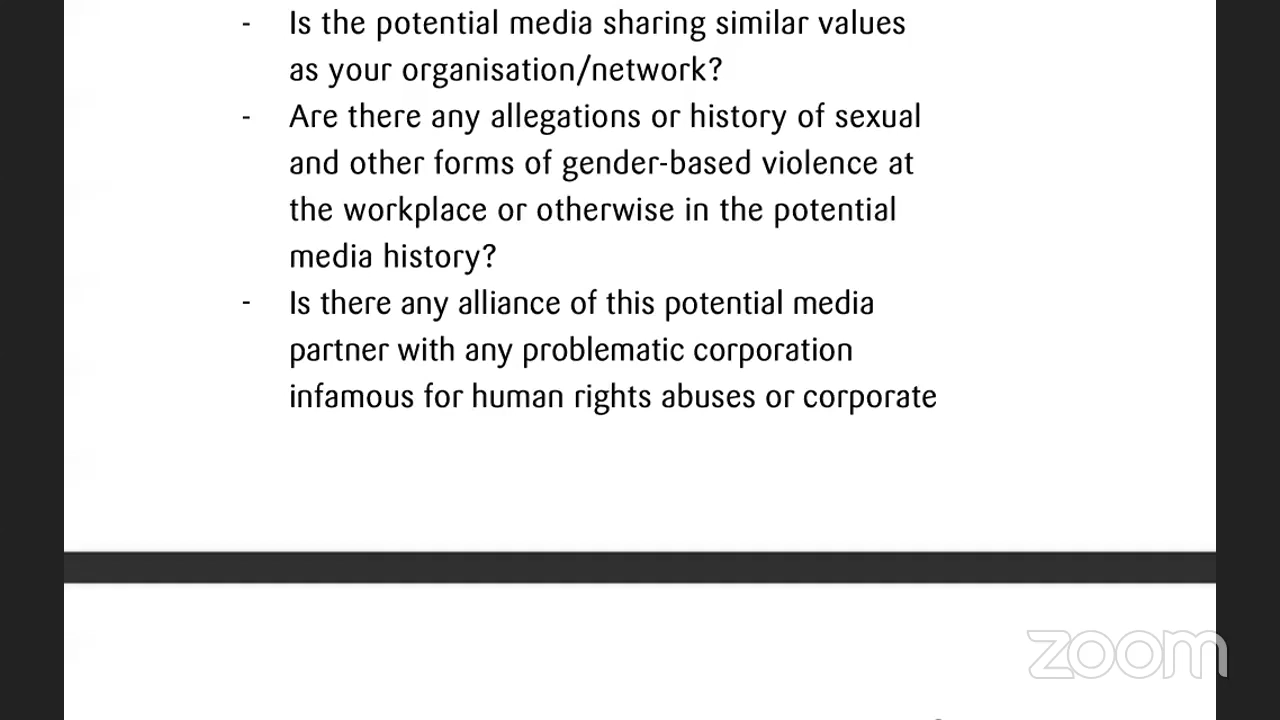 - Is the potential media sharing similar values
as your organisation/network?
- Are there any allegations or history of sexual
and other forms of gender-based violence at
the workplace or otherwise in the potential
media history?
- Is there any alliance of this potential media
partner with any problematic corporation
infamous for human rights abuses or corporate
zoom